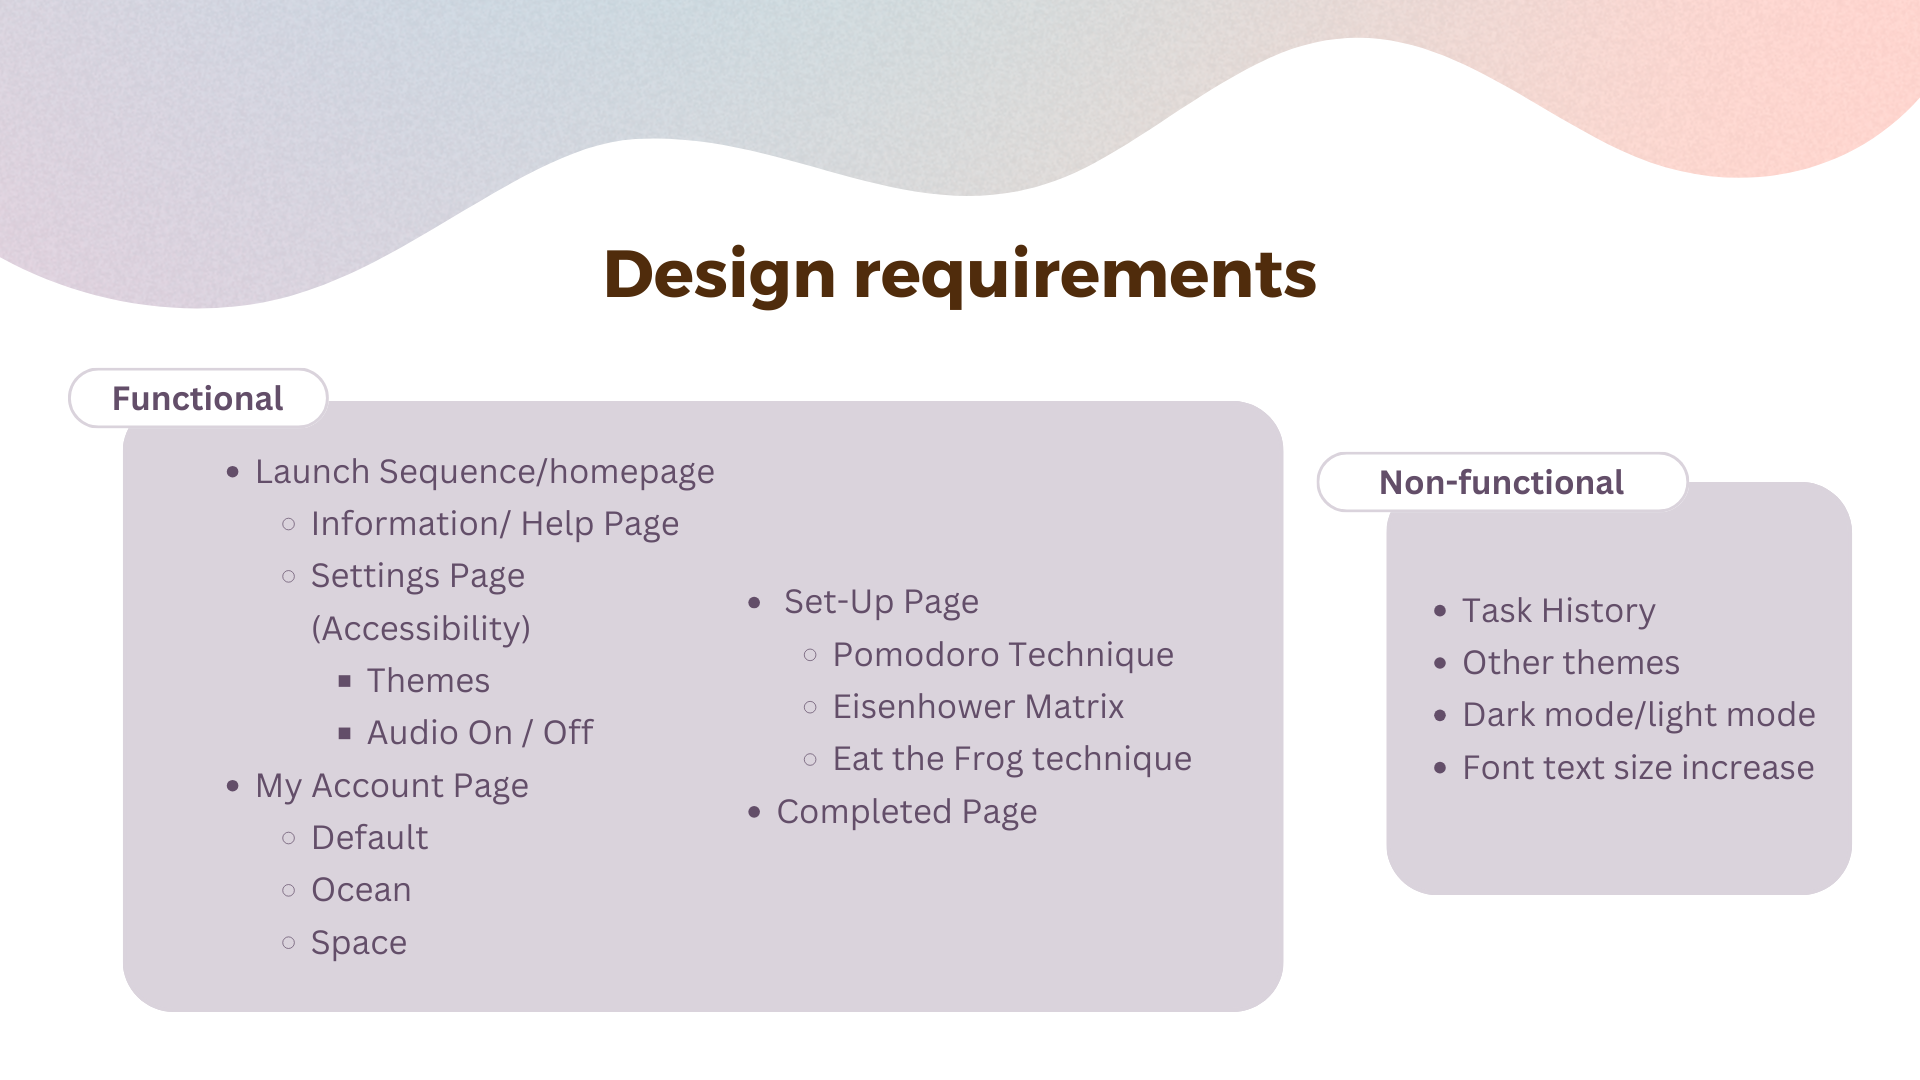 Design requirements
Functional
Launch Sequence/homepage
Information/ Help Page
Settings Page
(Accessibility)
Themes
Audio On / Off
My Account Page
Default
Ocean
Space
Set-Up Page
Pomodoro Technique
Eisenhower Matrix
Eat the Frog technique
Completed Page
Non-functional
Task History
Other themes
Dark mode/light mode
Font text size increase